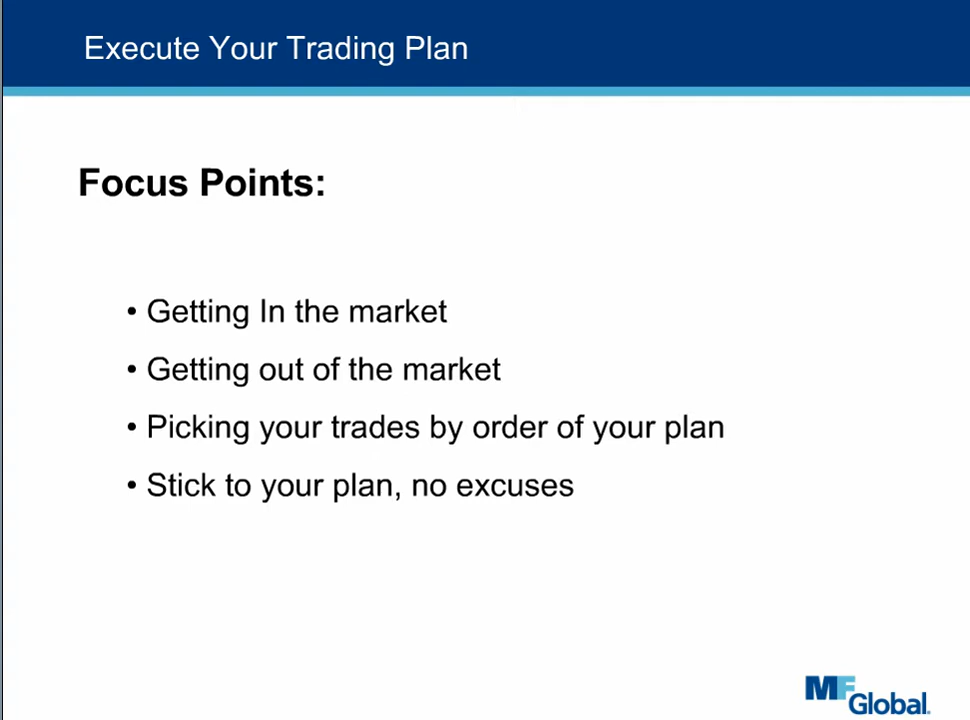 Execute Your Trading Plan
Focus Points:
• Getting In the market
• Getting out of the market
• Picking your trades by order of your plan
• Stick to your plan, no excuses
MF
Global.